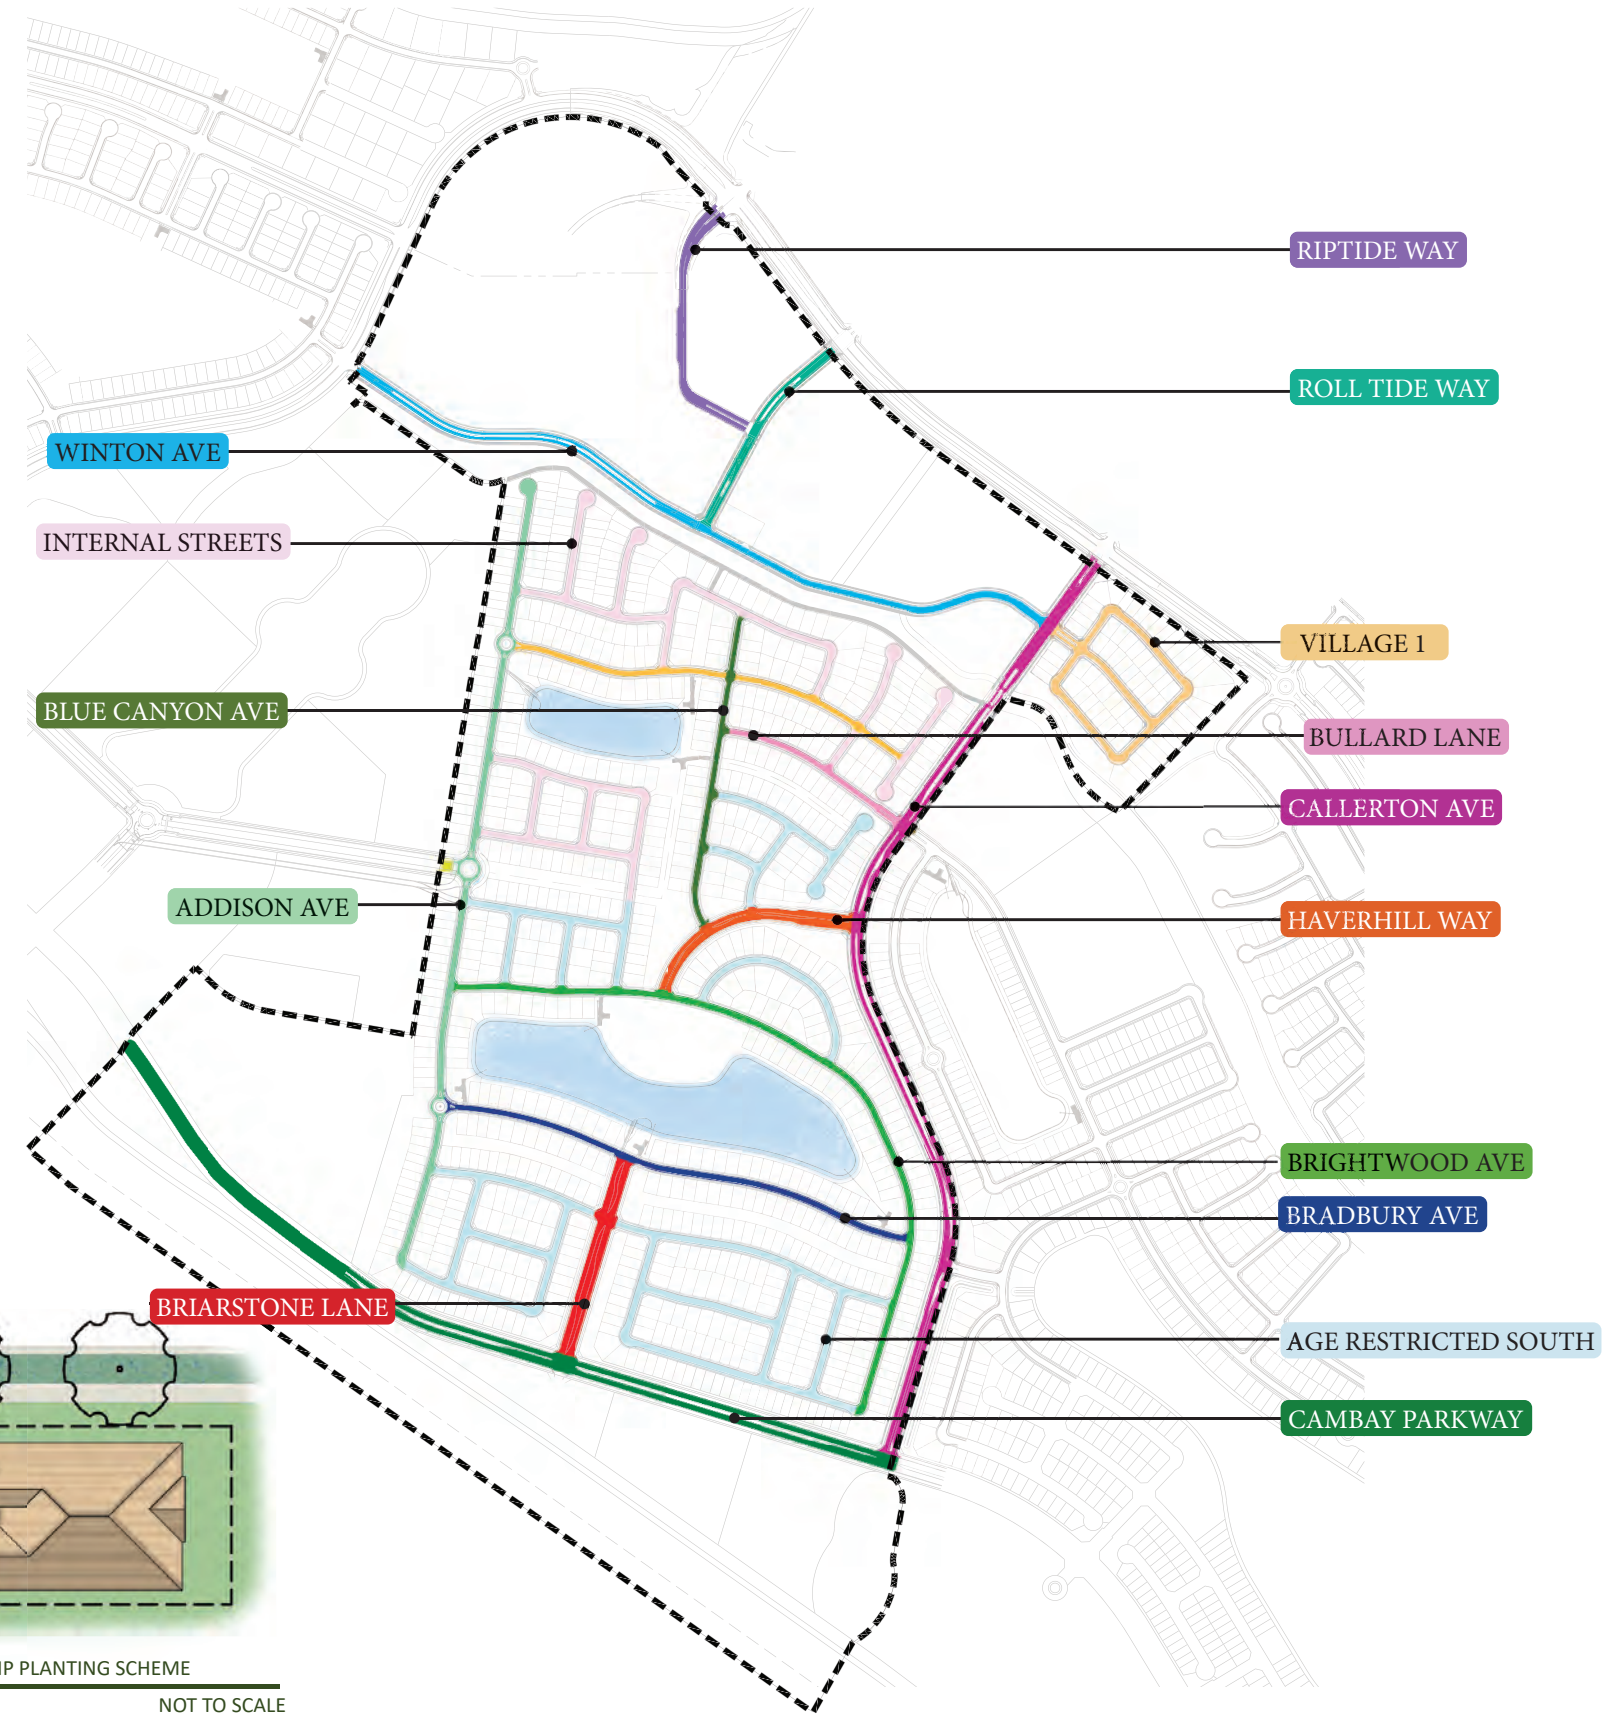 RIPTIDE WAY
ROLL TIDE WAY
WINTON AVE
INTERNAL STREETS
VILLAGE 1
BLUE CANYON AVE
BULLARD LANE
CALLERTON AVE
ADDISON AVE
HAVERHILL WAY
BRIGHTWOOD AVE
BRADBURY AVE
BRIARSTONE LANE
AGE RESTRICTED SOUTH
CAMBAY PARKWAY
PLANTING SCHEME
NOT TO SCALE